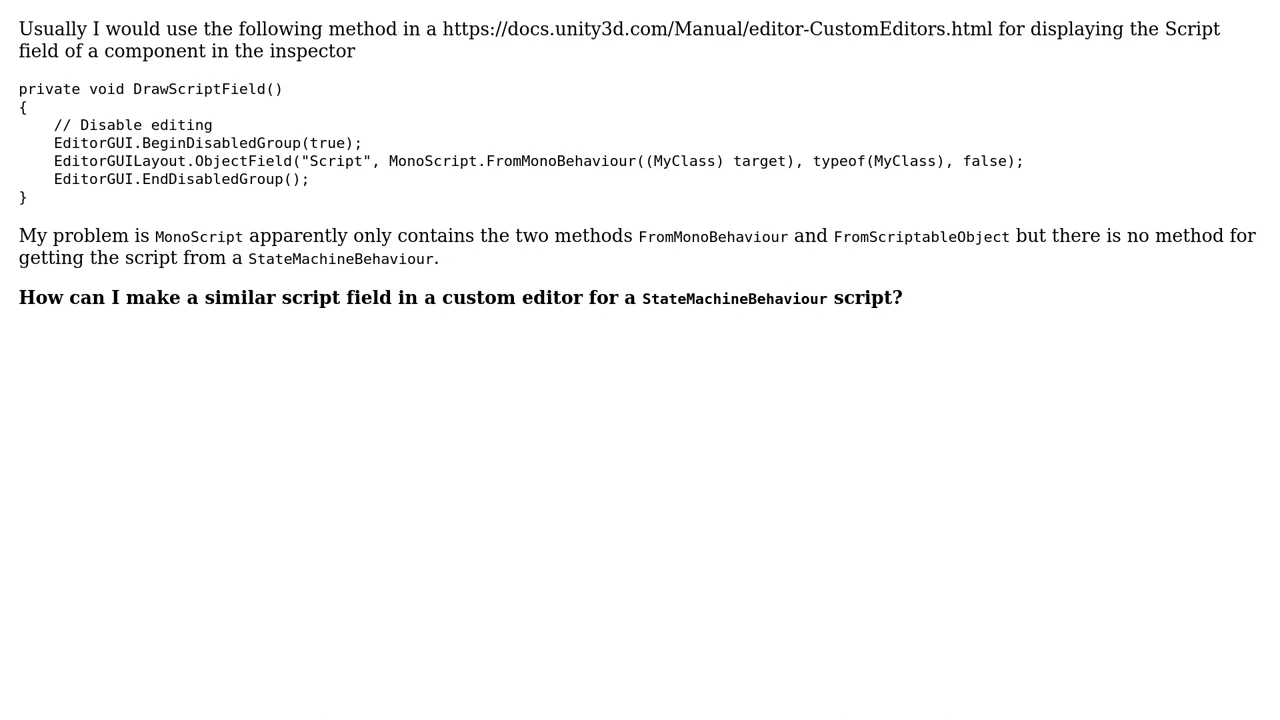 Usually I would use the following method in a https://docs.unity3d.com/Manual/editor-CustomEditors.html for displaying the Script
field of a component in the inspector
private void DrawScriptField()
{
    // Disable editing
    EditorGUI.BeginDisabledGroup(true);
    EditorGUILayout.ObjectField("Script", MonoScript.FromMonoBehaviour((MyClass) target), typeof(MyClass), false);
    EditorGUI.EndDisabledGroup();
}
My problem is MonoScript apparently only contains the two methods FromMonoBehaviour and FromScriptableObject but there is no method for
getting the script from a StateMachineBehaviour.
How can I make a similar script field in a custom editor for a StateMachineBehaviour script?